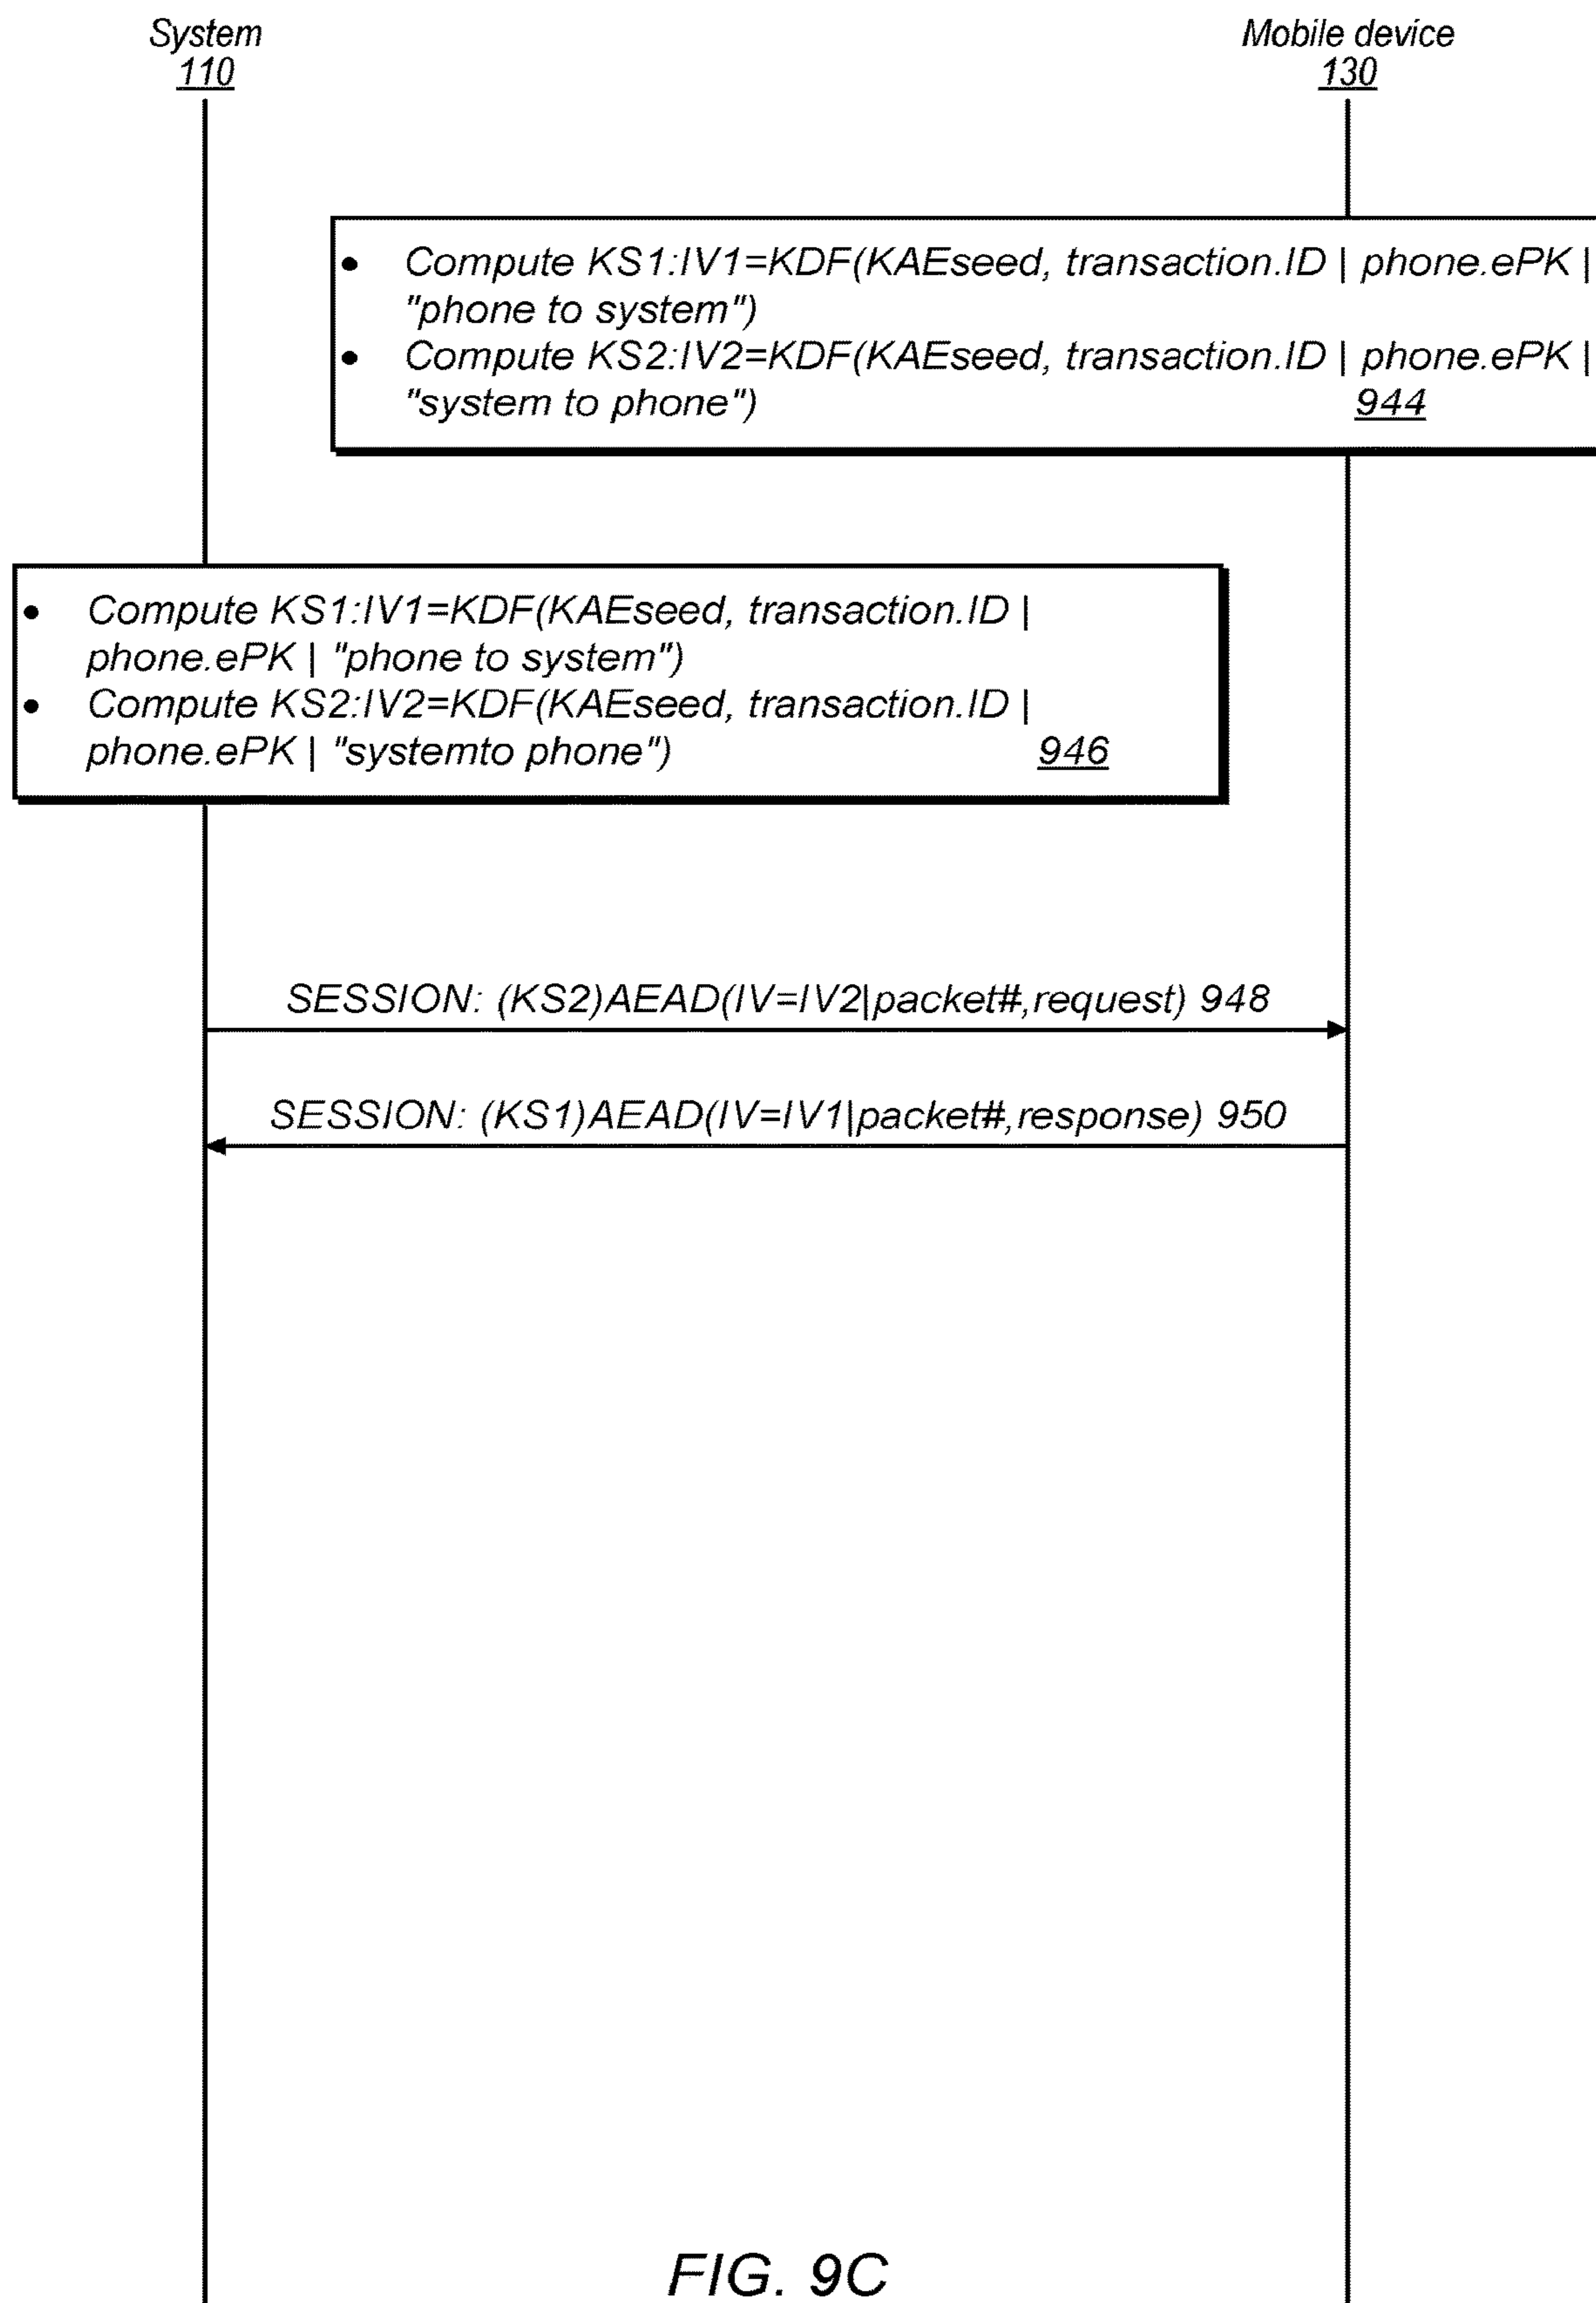 System
110
Mobile device
130
• Compute KS1:IV1=KDF(KAEseed, transaction.ID | phone.ePK |
"phone to system")
• Compute KS2:IV2=KDF(KAEseed, transaction.ID | phone.ePK |
"system to phone")
944
• Compute KS1:IV1=KDF(KAEseed, transaction.ID |
phone.ePK | "phone to system")
• Compute KS2:IV2=KDF(KAEseed, transaction.ID |
phone.ePK | "systemto phone")
946
SESSION: (KS2)AEAD(IV=IV2|packet#,request) 948
SESSION: (KS1)AEAD(IV=IV1|packet#,response) 950
FIG. 9C